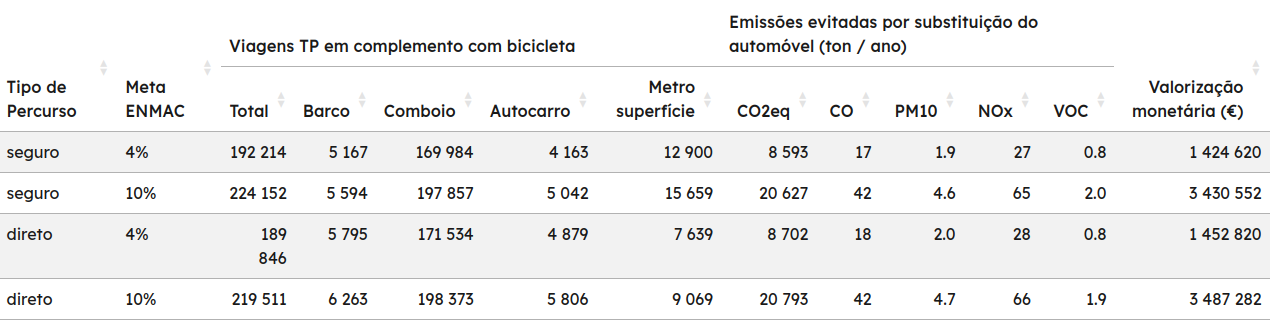 Emissões evitadas por substituição do
Viagens TP em complemento com bicicleta automóvel (ton / ano)
Tipo de Meta Metro Valorização
Percurso ENMAC Total Barco Comboio Autocarro superfície CO2eq CO PM10 NOx VOC monetária (€)
seguro 4% 192 214 5 167 169 984 4 163 12 900 8 593 17 1.9 27 0.8 1 424 620
seguro 10% 224 152 5 594 197 857 5 042 15 659 20 627 42 4.6 65 2.0 3 430 552
direto 4% 189 5 795 171 534 4 879 7 639 8 702 18 2.0 28 0.8 1 452 820
846
direto 10% 219 511 6 263 198 373 5 806 9 069 20 793 42 4.7 66 1.9 3 487 282